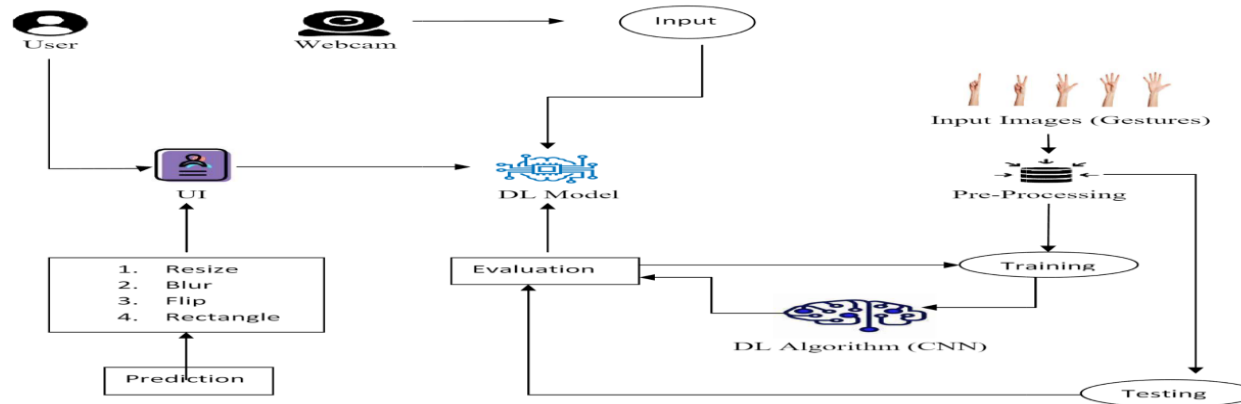 Input
User
Webcam
Input Images (Gestures)
UI
DL Model
Pre-Processing
1. Resize
2. Blur
3. Flip
4. Rectangle
Evaluation
Training
DL Algorithm (CNN)
Prediction
Testing